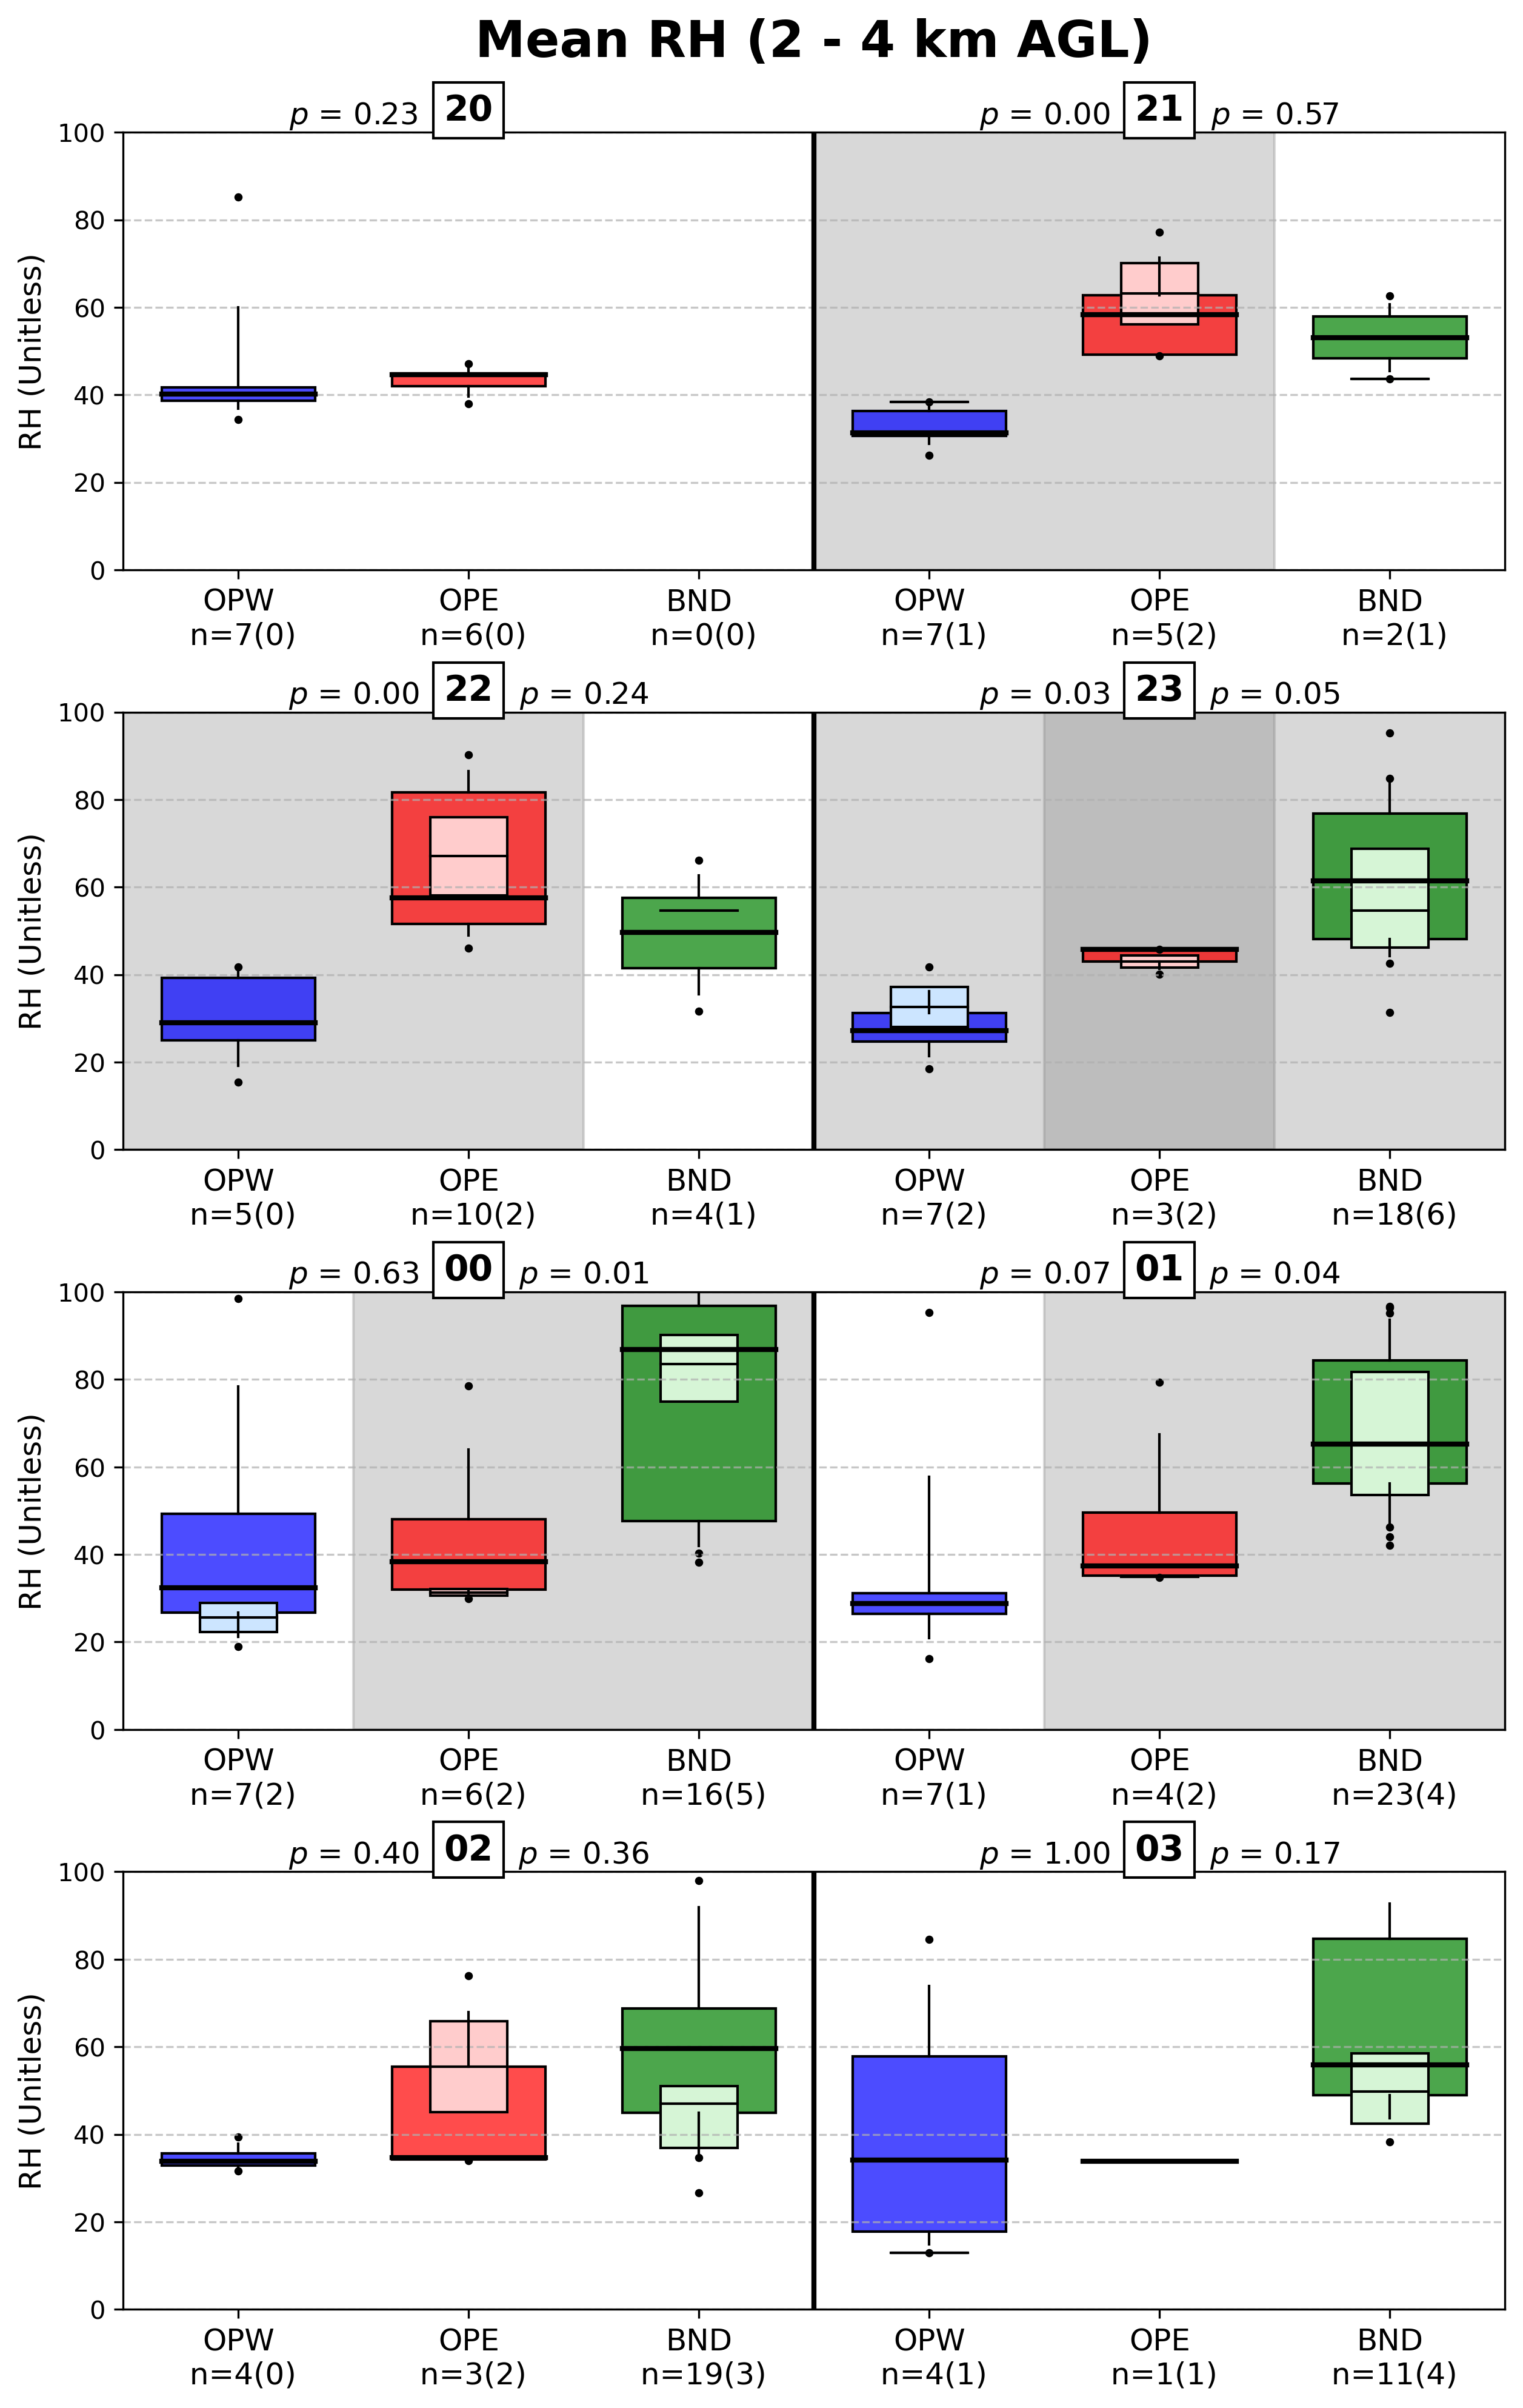 Mean RH (2 - 4 km AGL)
p = 0.23 20
p = 0.00 21 p = 0.57
RH (Unitless)
100
80
60
40
20
0
OPW OPE BND OPW OPE BND
n=7(0) n=6(0) n=0(0) n=7(1) n=5(2) n=2(1)
p = 0.00 22 p = 0.24
p = 0.03 23 p = 0.05
RH (Unitless)
100
80
60
40
20
0
OPW OPE BND OPW OPE BND
n=5(0) n=10(2) n=4(1) n=7(2) n=3(2) n=18(6)
p = 0.63 00 p = 0.01
p = 0.07 01 p = 0.04
RH (Unitless)
100
80
60
40
20
0
OPW OPE BND OPW OPE BND
n=7(2) n=6(2) n=16(5) n=7(1) n=4(2) n=23(4)
p = 0.40 02 p = 0.36
p = 1.00 03 p = 0.17
RH (Unitless)
100
80
60
40
20
0
OPW OPE BND OPW OPE BND
n=4(0) n=3(2) n=19(3) n=4(1) n=1(1) n=11(4)